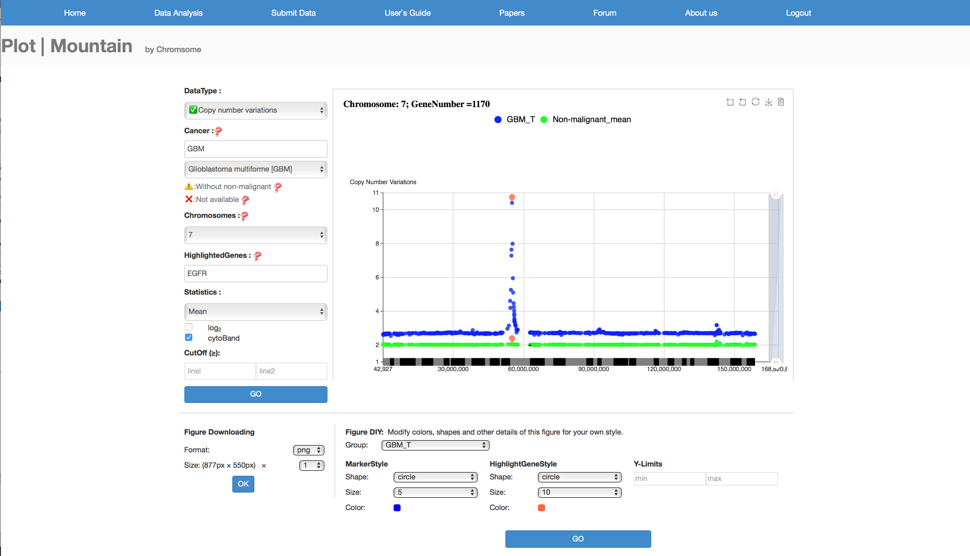 Home Data Analysis Submit Data User's Guide Papers Forum About us Logout
Plot | Mountain by Chromsome
DataType :
✅Copy number variations
Cancer :❓
GBM
Glioblastoma multiforme [GBM]
⚠️:Without non-malignant ❓
❌:Not available ❓
Chromosomes :❓
7
HighlightedGenes : ❓
EGFR
Statistics :
Mean
log2
cytoBand
CutOff (≥):
line1 line2
GO
Chromosome: 7; GeneNumber =1170
GBM_T Non-malignant_mean
Copy Number Variations
11
10
8
6
4
2
1
42,927 30,000,000 60,000,000 90,000,000 120,000,000 150,000,000
Figure Downloading
Format: png
Size: (877px × 550px) × 1
OK
Figure DIY: Modify colors, shapes and other details of this figure for your own style.
Group: GBM_T
MarkerStyle HighlightGeneStyle Y-Limits
Shape: circle Shape: circle min max
Size: 5 Size: 10
Color: Color:
GO